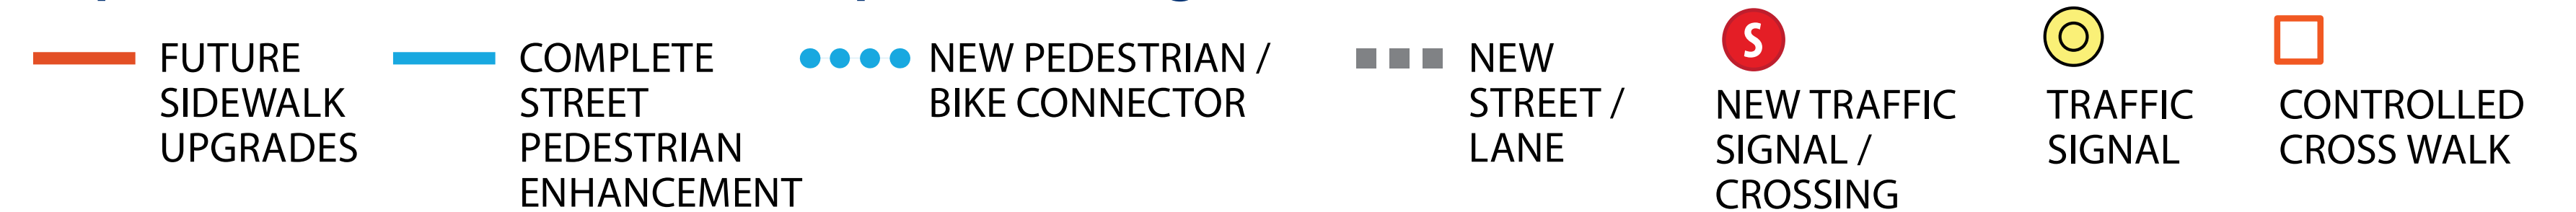 FUTURE
SIDEWALK
UPGRADES
COMPLETE
STREET
PEDESTRIAN
ENHANCEMENT
NEW PEDESTRIAN /
BIKE CONNECTOR
NEW
STREET /
LANE
S
NEW TRAFFIC
SIGNAL /
CROSSING
TRAFFIC
SIGNAL
CONTROLLED
CROSS WALK